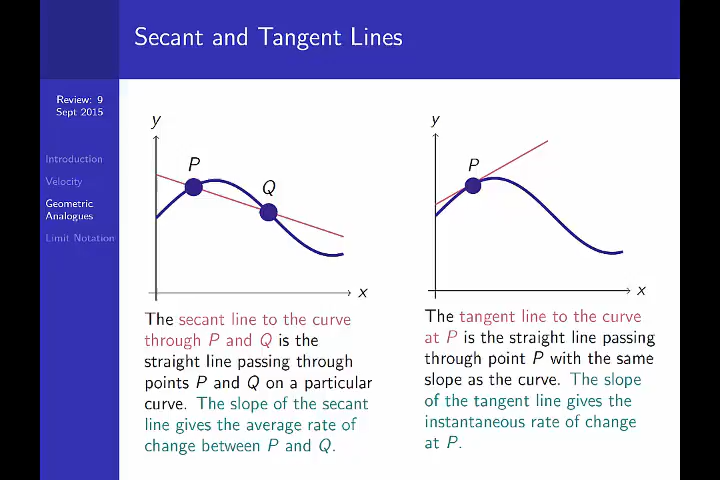 Secant and Tangent Lines
Review: 9
Sept 2015
Introduction
Velocity
Geometric
Analogues
Limit Notation
y
P
Q
x
The secant line to the curve
through P and Q is the
straight line passing through
points P and Q on a particular
curve. The slope of the secant
line gives the average rate of
change between P and Q.
y
P
x
The tangent line to the curve
at P is the straight line passing
through point P with the same
slope as the curve. The slope
of the tangent line gives the
instantaneous rate of change
at P.